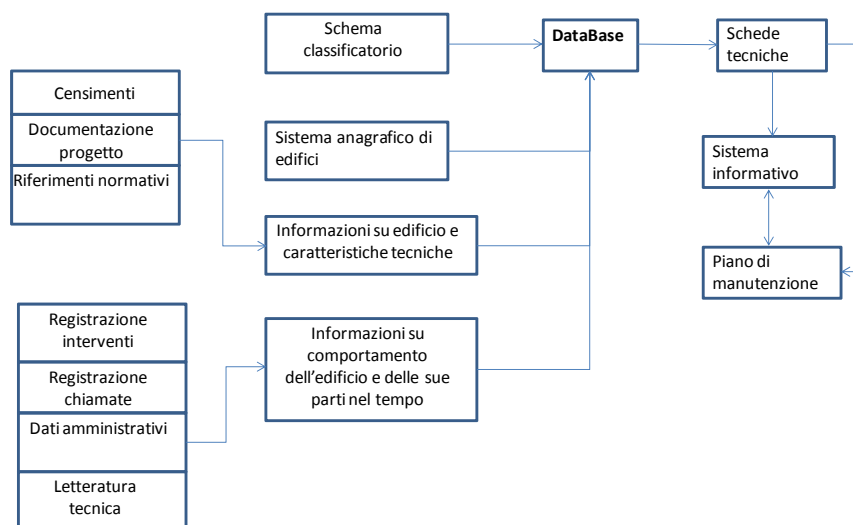 Schema
classificatorio
DataBase
Schede
tecniche
Censimenti
Documentazione
progetto
Riferimenti normativi
Sistema anagrafico di
edifici
Sistema
informativo
Informazioni su edificio e
caratteristiche tecniche
Piano di
manutenzione
Registrazione
interventi
Registrazione
chiamate
Dati amministrativi
Letteratura
tecnica
Informazioni su
comportamento
dell’edificio e delle sue
parti nel tempo